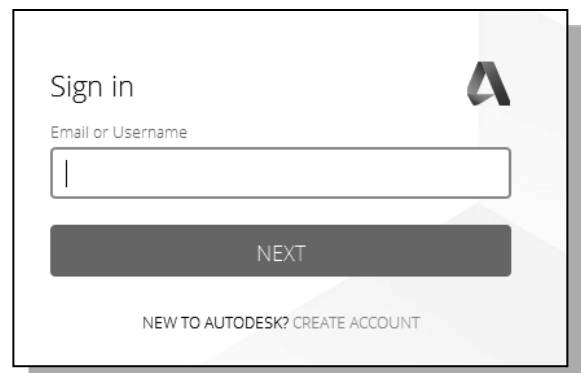 Sign in
Email or Username
NEXT
NEW TO AUTODESK? CREATE ACCOUNT